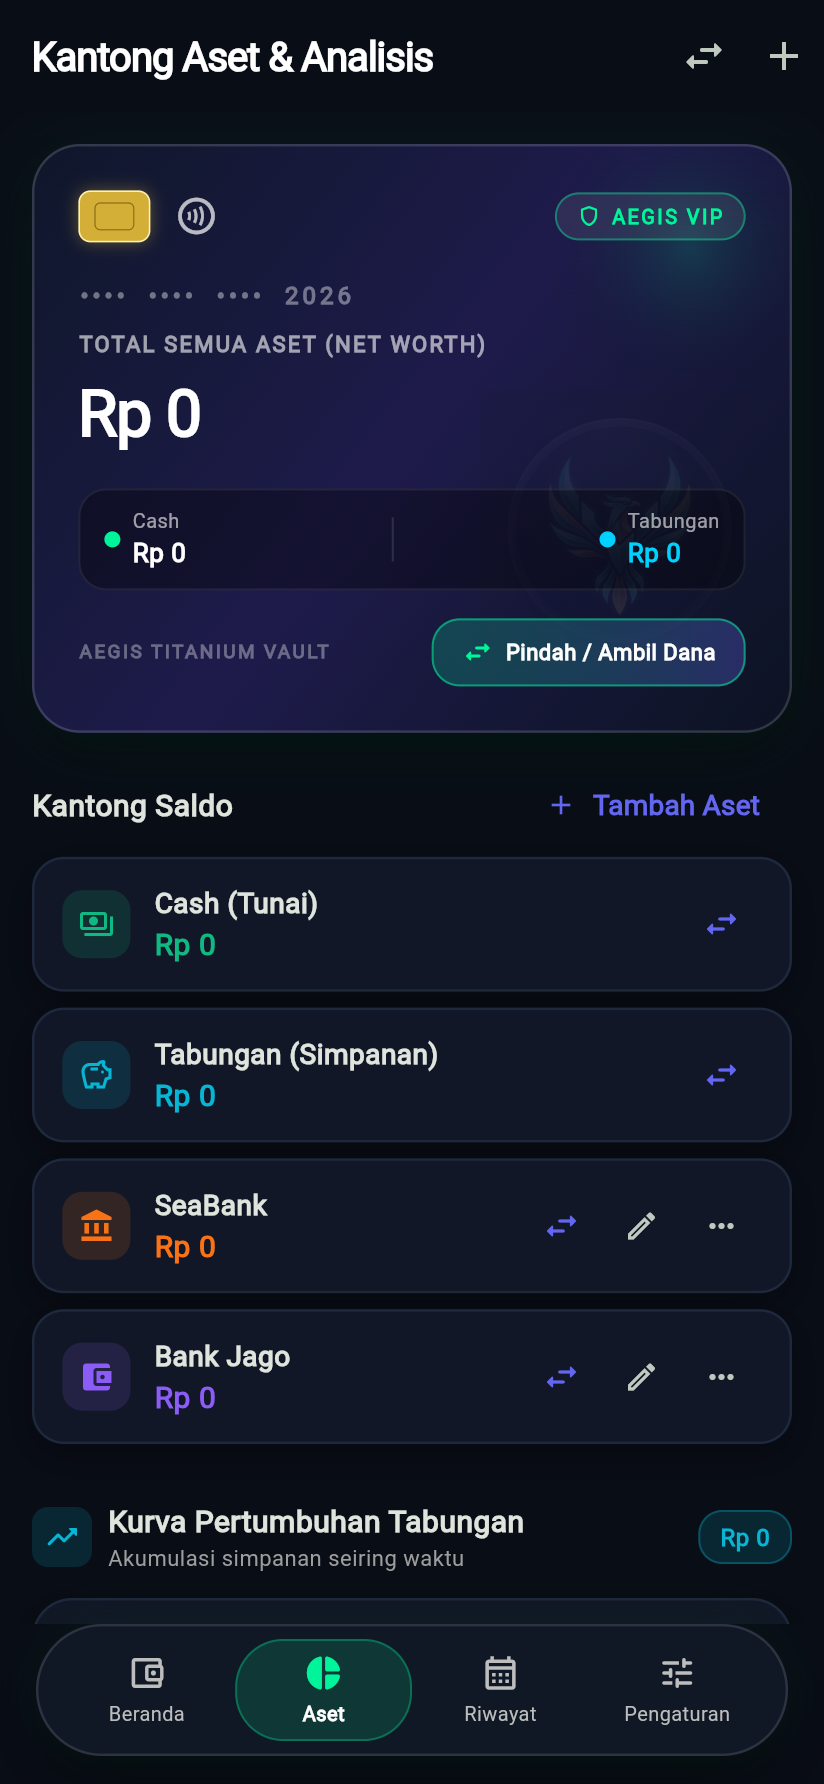 Kantong Aset & Analisis
AEGIS VIP
•••• •••• •••• 2026
TOTAL SEMUA ASET (NET WORTH)
Rp 0
Cash
Rp 0
Tabungan
Rp 0
AEGIS TITANIUM VAULT
Pindah / Ambil Dana
Kantong Saldo
+ Tambah Aset
Cash (Tunai)
Rp 0
Tabungan (Simpanan)
Rp 0
SeaBank
Rp 0
Bank Jago
Rp 0
Kurva Pertumbuhan Tabungan
Akumulasi simpanan seiring waktu
Rp 0
Beranda
Aset
Riwayat
Pengaturan